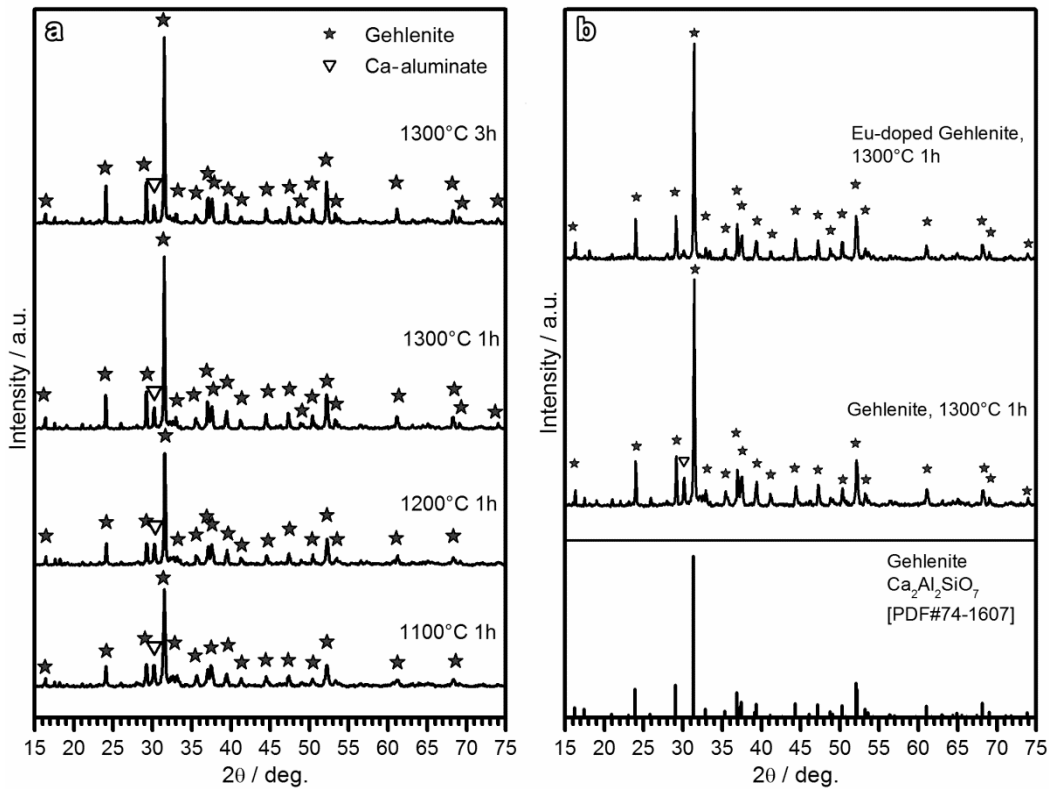 a
★ Gehlenite
▽ Ca-aluminate
1300°C 3h
1300°C 1h
1200°C 1h
1100°C 1h
Intensity / a.u.
15 20 25 30 35 40 45 50 55 60 65 70 75
2θ / deg.
b
Eu-doped Gehlenite,
1300°C 1h
Gehlenite, 1300°C 1h
Gehlenite
Ca₂Al₂SiO₇
[PDF#74-1607]
Intensity / a.u.
15 20 25 30 35 40 45 50 55 60 65 70 75
2θ / deg.